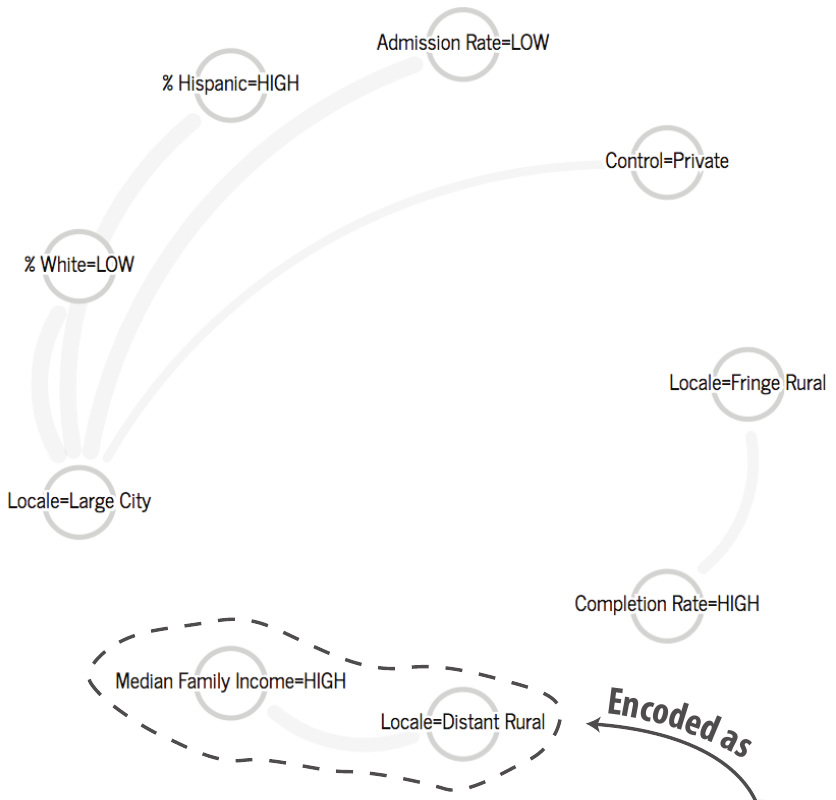 Admission Rate=LOW
% Hispanic=HIGH
Control=Private
% White=LOW
Locale=Fringe Rural
Locale=Large City
Completion Rate=HIGH
Median Family Income=HIGH
Locale=Distant Rural
Encoded as